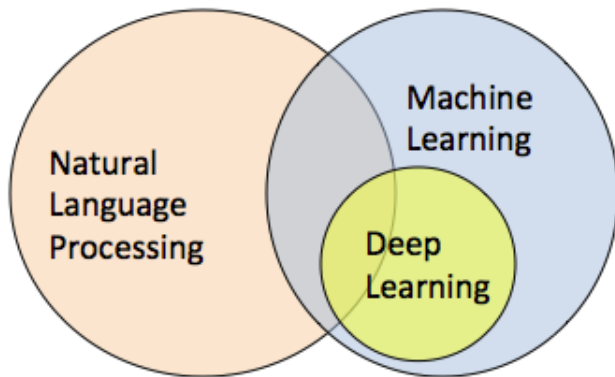 Natural
Language
Processing
Machine
Learning
Deep
Learning